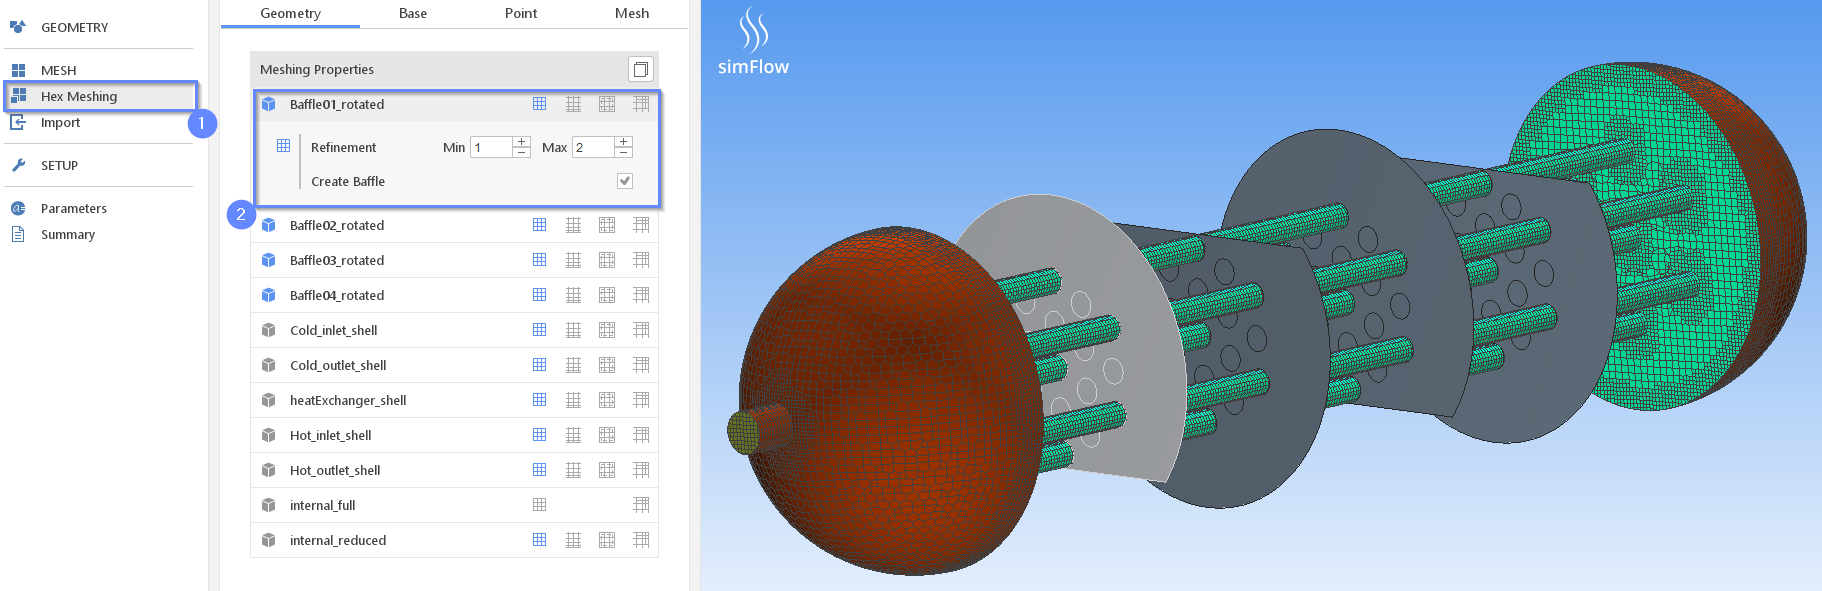 GEOMETRY
MESH
Hex Meshing
1
Import
SETUP
a=
Parameters
Summary
Geometry Base Point Mesh
Meshing Properties
Baffle01_rotated
Refinement Min 1 + − Max 2 + −
Create Baffle
2
Baffle02_rotated
Baffle03_rotated
Baffle04_rotated
Cold_inlet_shell
Cold_outlet_shell
heatExchanger_shell
Hot_inlet_shell
Hot_outlet_shell
internal_full
internal_reduced
simFlow